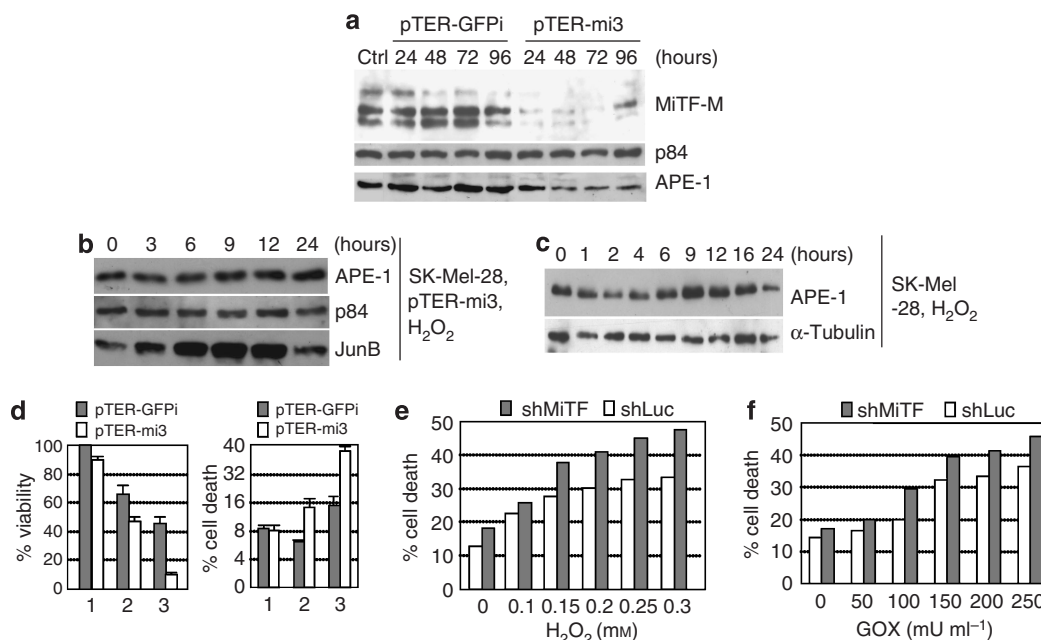 a
pTER-GFPi pTER-mi3
Ctrl 24 48 72 96 24 48 72 96 (hours)
MiTF-M
p84
APE-1
b
0 3 6 9 12 24 (hours)
APE-1
p84
JunB
SK-Mel-28,
pTER-mi3,
H2O2
c
0 1 2 4 6 9 12 16 24 (hours)
APE-1
α-Tubulin
SK-Mel
-28, H2O2
d
pTER-GFPi
pTER-mi3
% viability
100
80
60
40
20
0
1 2 3
pTER-GFPi
pTER-mi3
% cell death
40
32
16
8
4
0
1 2 3
e
shMiTF shLuc
% cell death
50
40
30
20
10
0
0 0.1 0.15 0.2 0.25 0.3
H2O2 (mM)
f
shMiTF shLuc
% cell death
50
40
30
20
10
0
0 50 100 150 200 250
GOX (mU ml⁻¹)